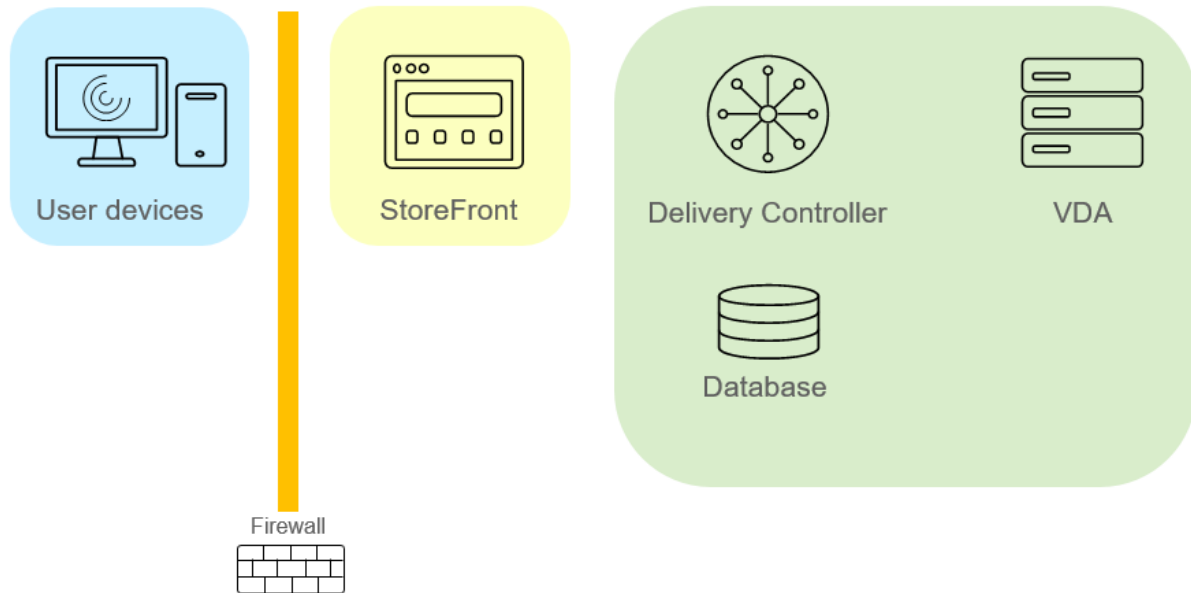 User devices
StoreFront
Delivery Controller
VDA
Database
Firewall